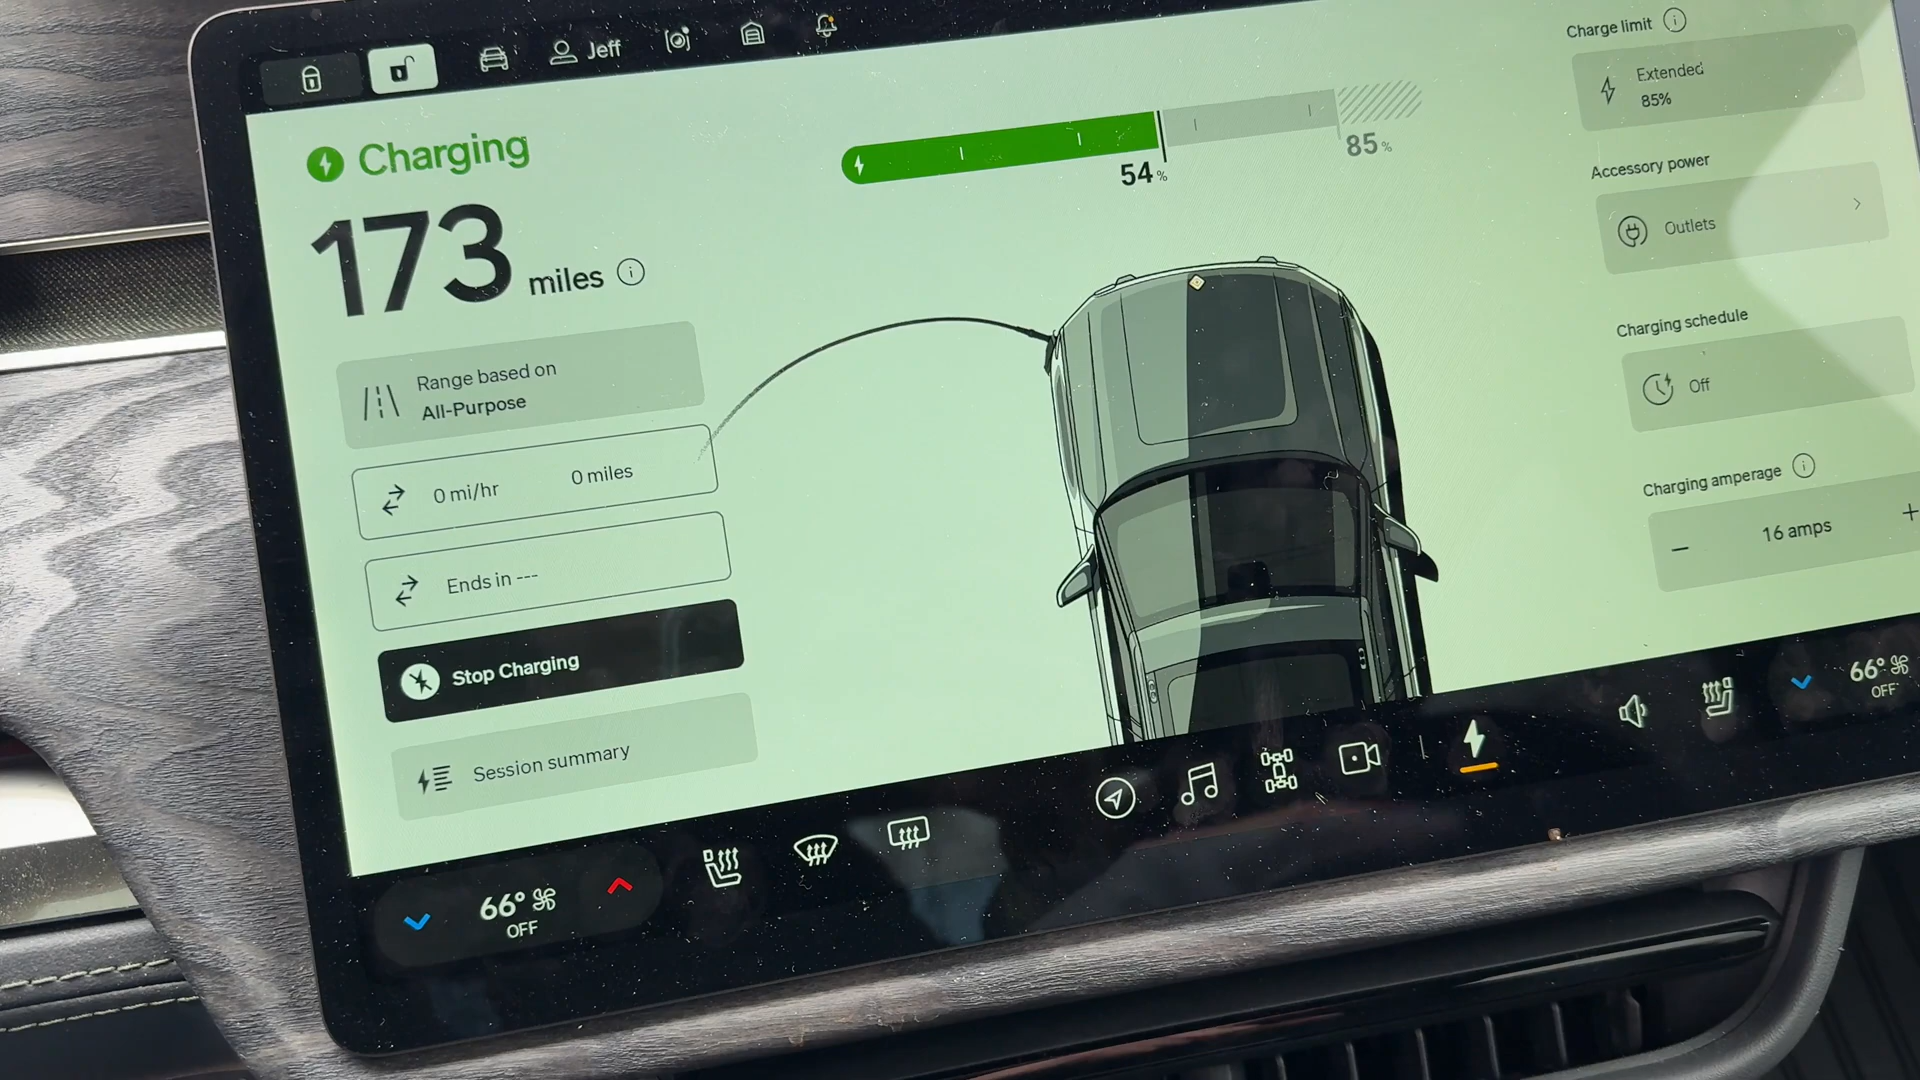 Jeff
Charging
173 miles
Range based on
All-Purpose
0 mi/hr 0 miles
Ends in ---
Stop Charging
Session summary
54%
85%
Charge limit
Extended
85%
Accessory power
Outlets
Charging schedule
Off
Charging amperage
16 amps
66°
OFF
66°
OFF